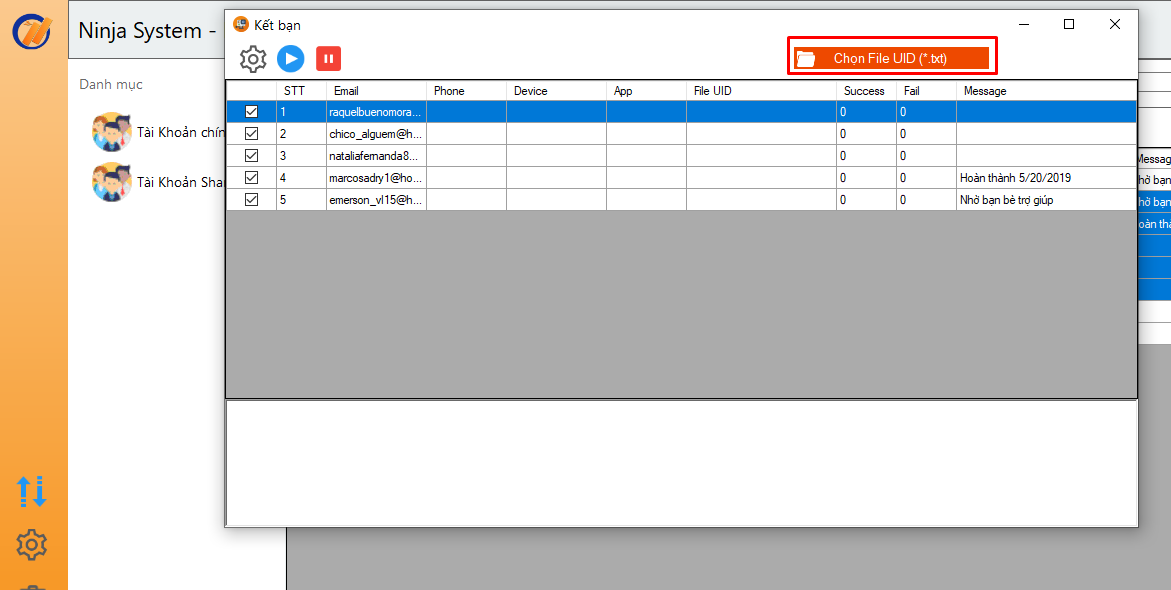 Ninja System -
Kết bạn
Chọn File UID (*.txt)
Danh mục
Tài Khoản chín
Tài Khoản Shar
STT Email Phone Device App File UID Success Fail Message
1 raquelbuenomora... 0 0
2 chico_alguem@h... 0 0
3 nataliafernanda8... 0 0
4 marcosadry1@ho... 0 0 Hoàn thành 5/20/2019
5 emerson_vl15@h... 0 0 Nhờ bạn bè trợ giúp
Messag
hờ bạn
hờ bạn
oàn thà